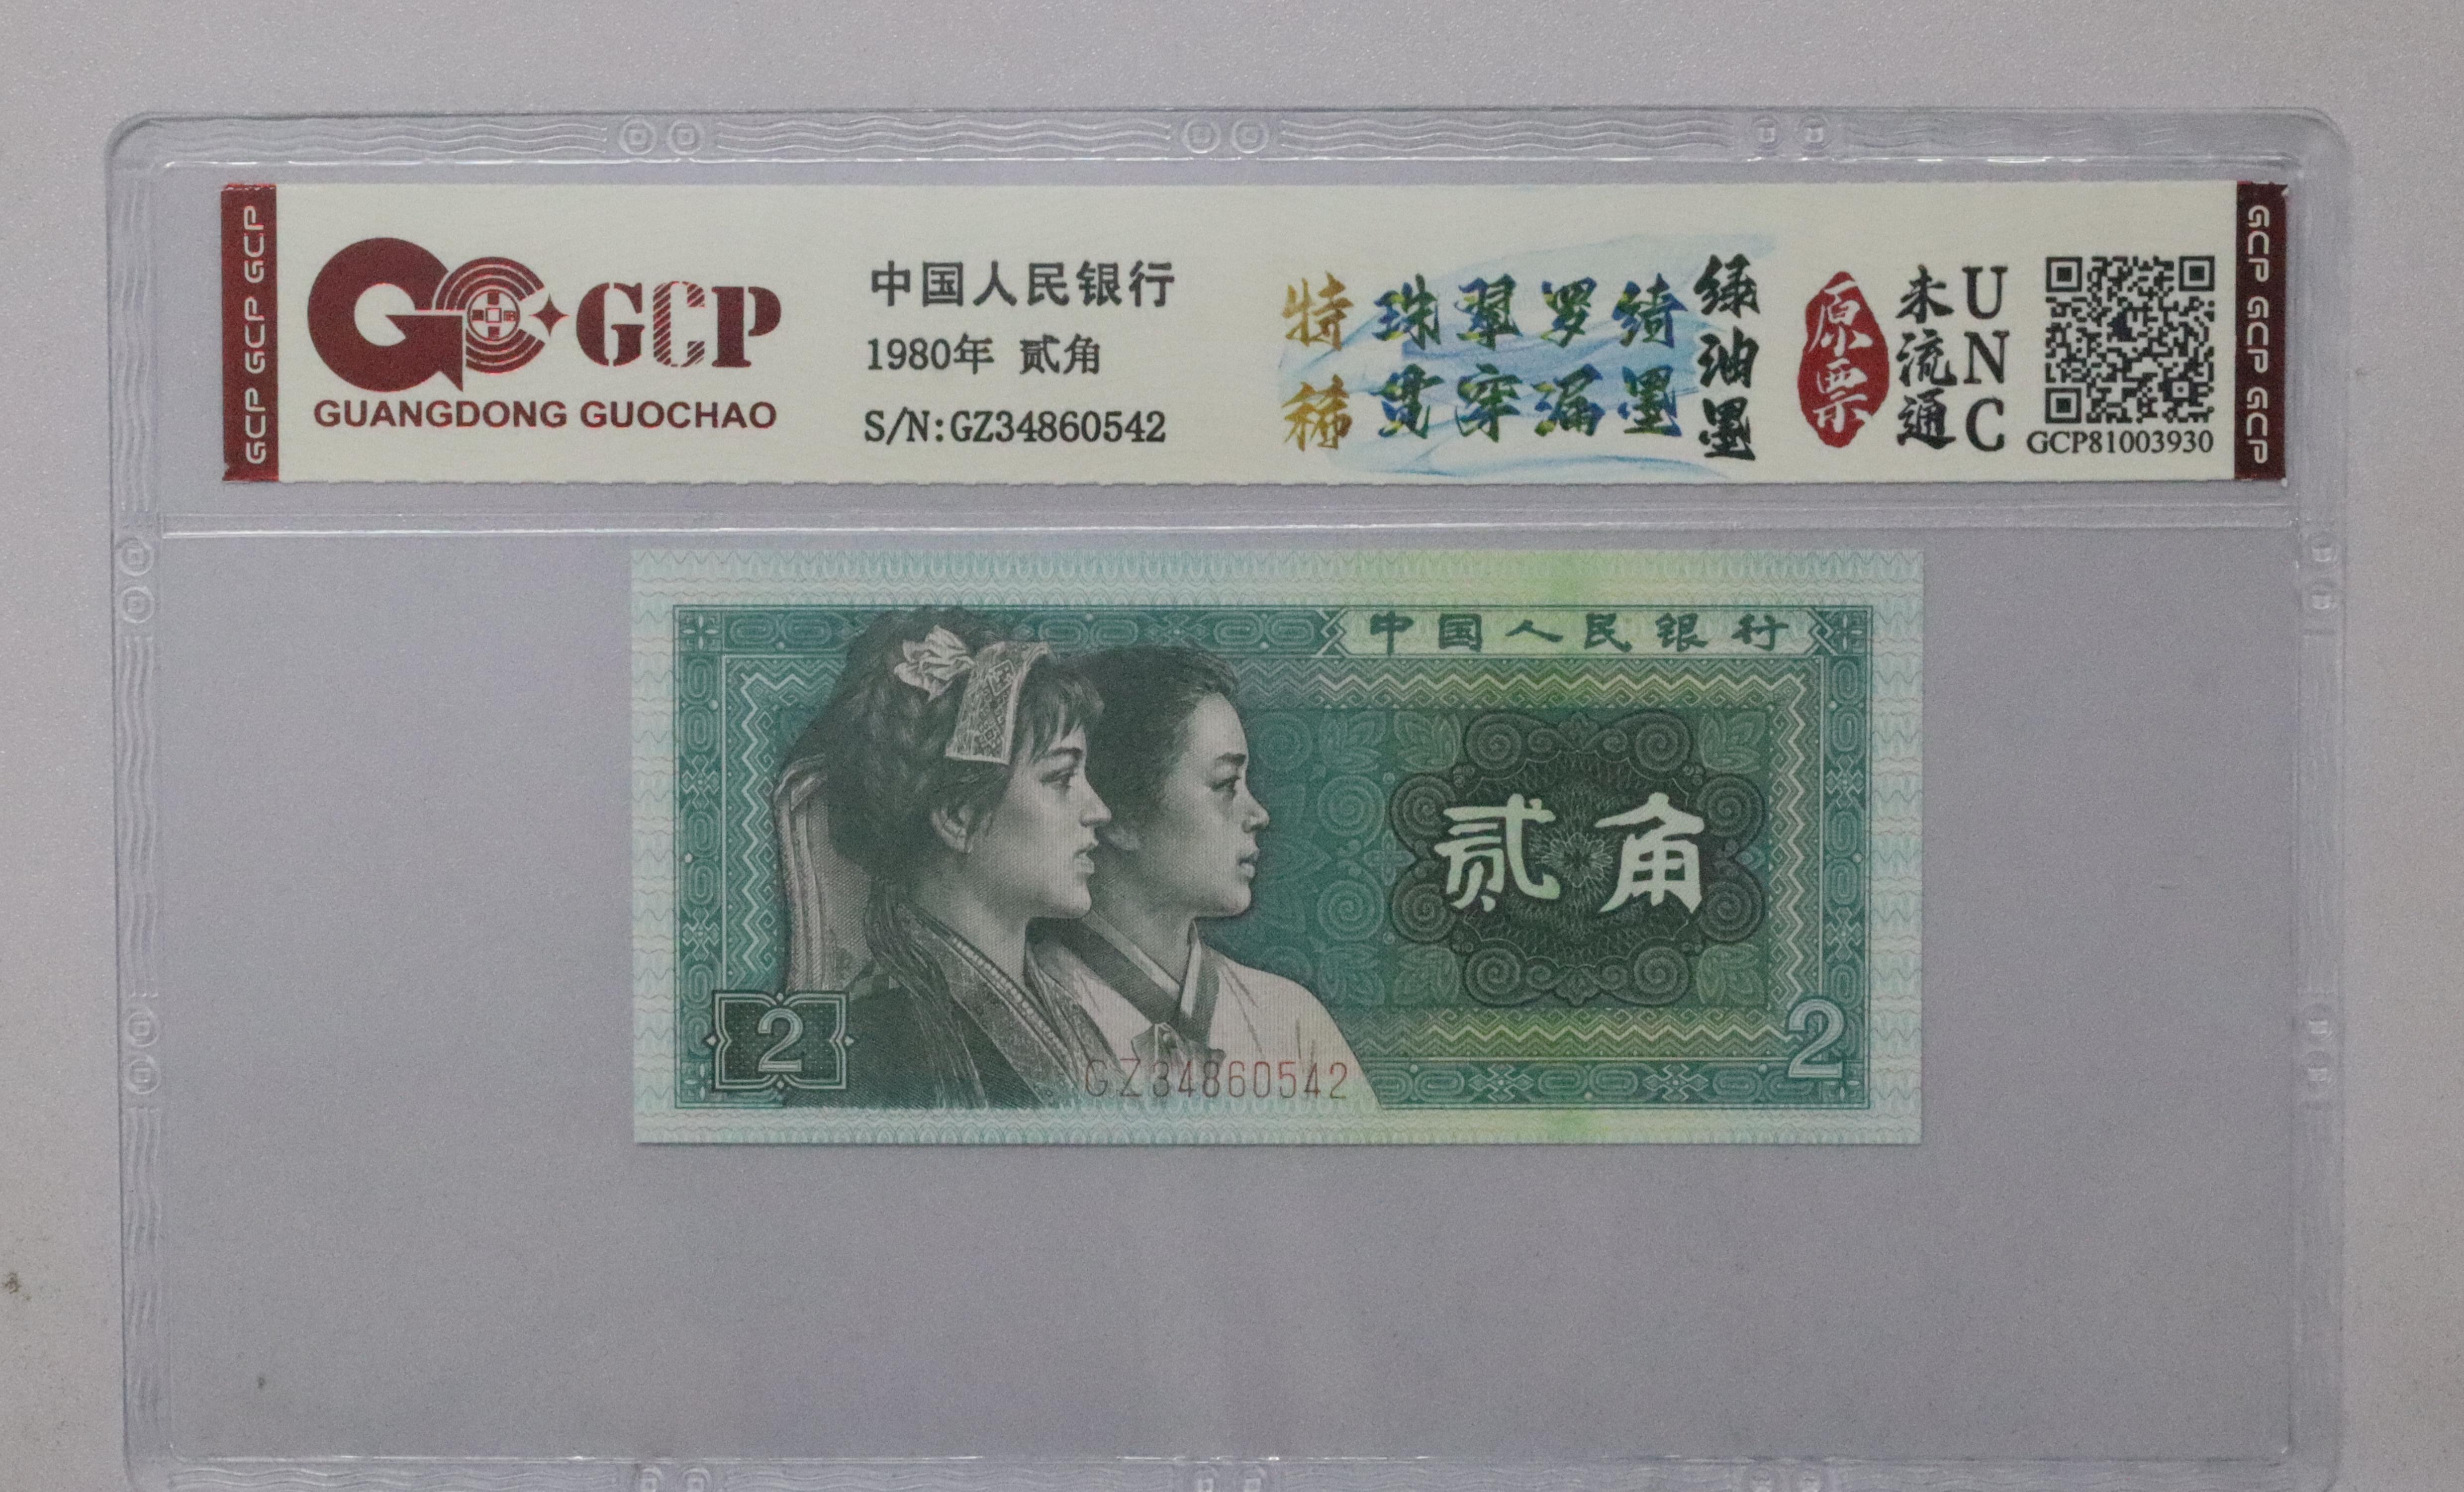 GCP GCP GCP
GCP
GUANGDONG GUOCHAO
中国人民银行
1980年 贰角
S/N:GZ34860542
特稀
珠翠罗绮
贯穿漏墨
绿油墨
原票
未流通
UNC
GCP81003930
GCP GCP GCP
中国人民银行
贰角
2
2
GZ34860542